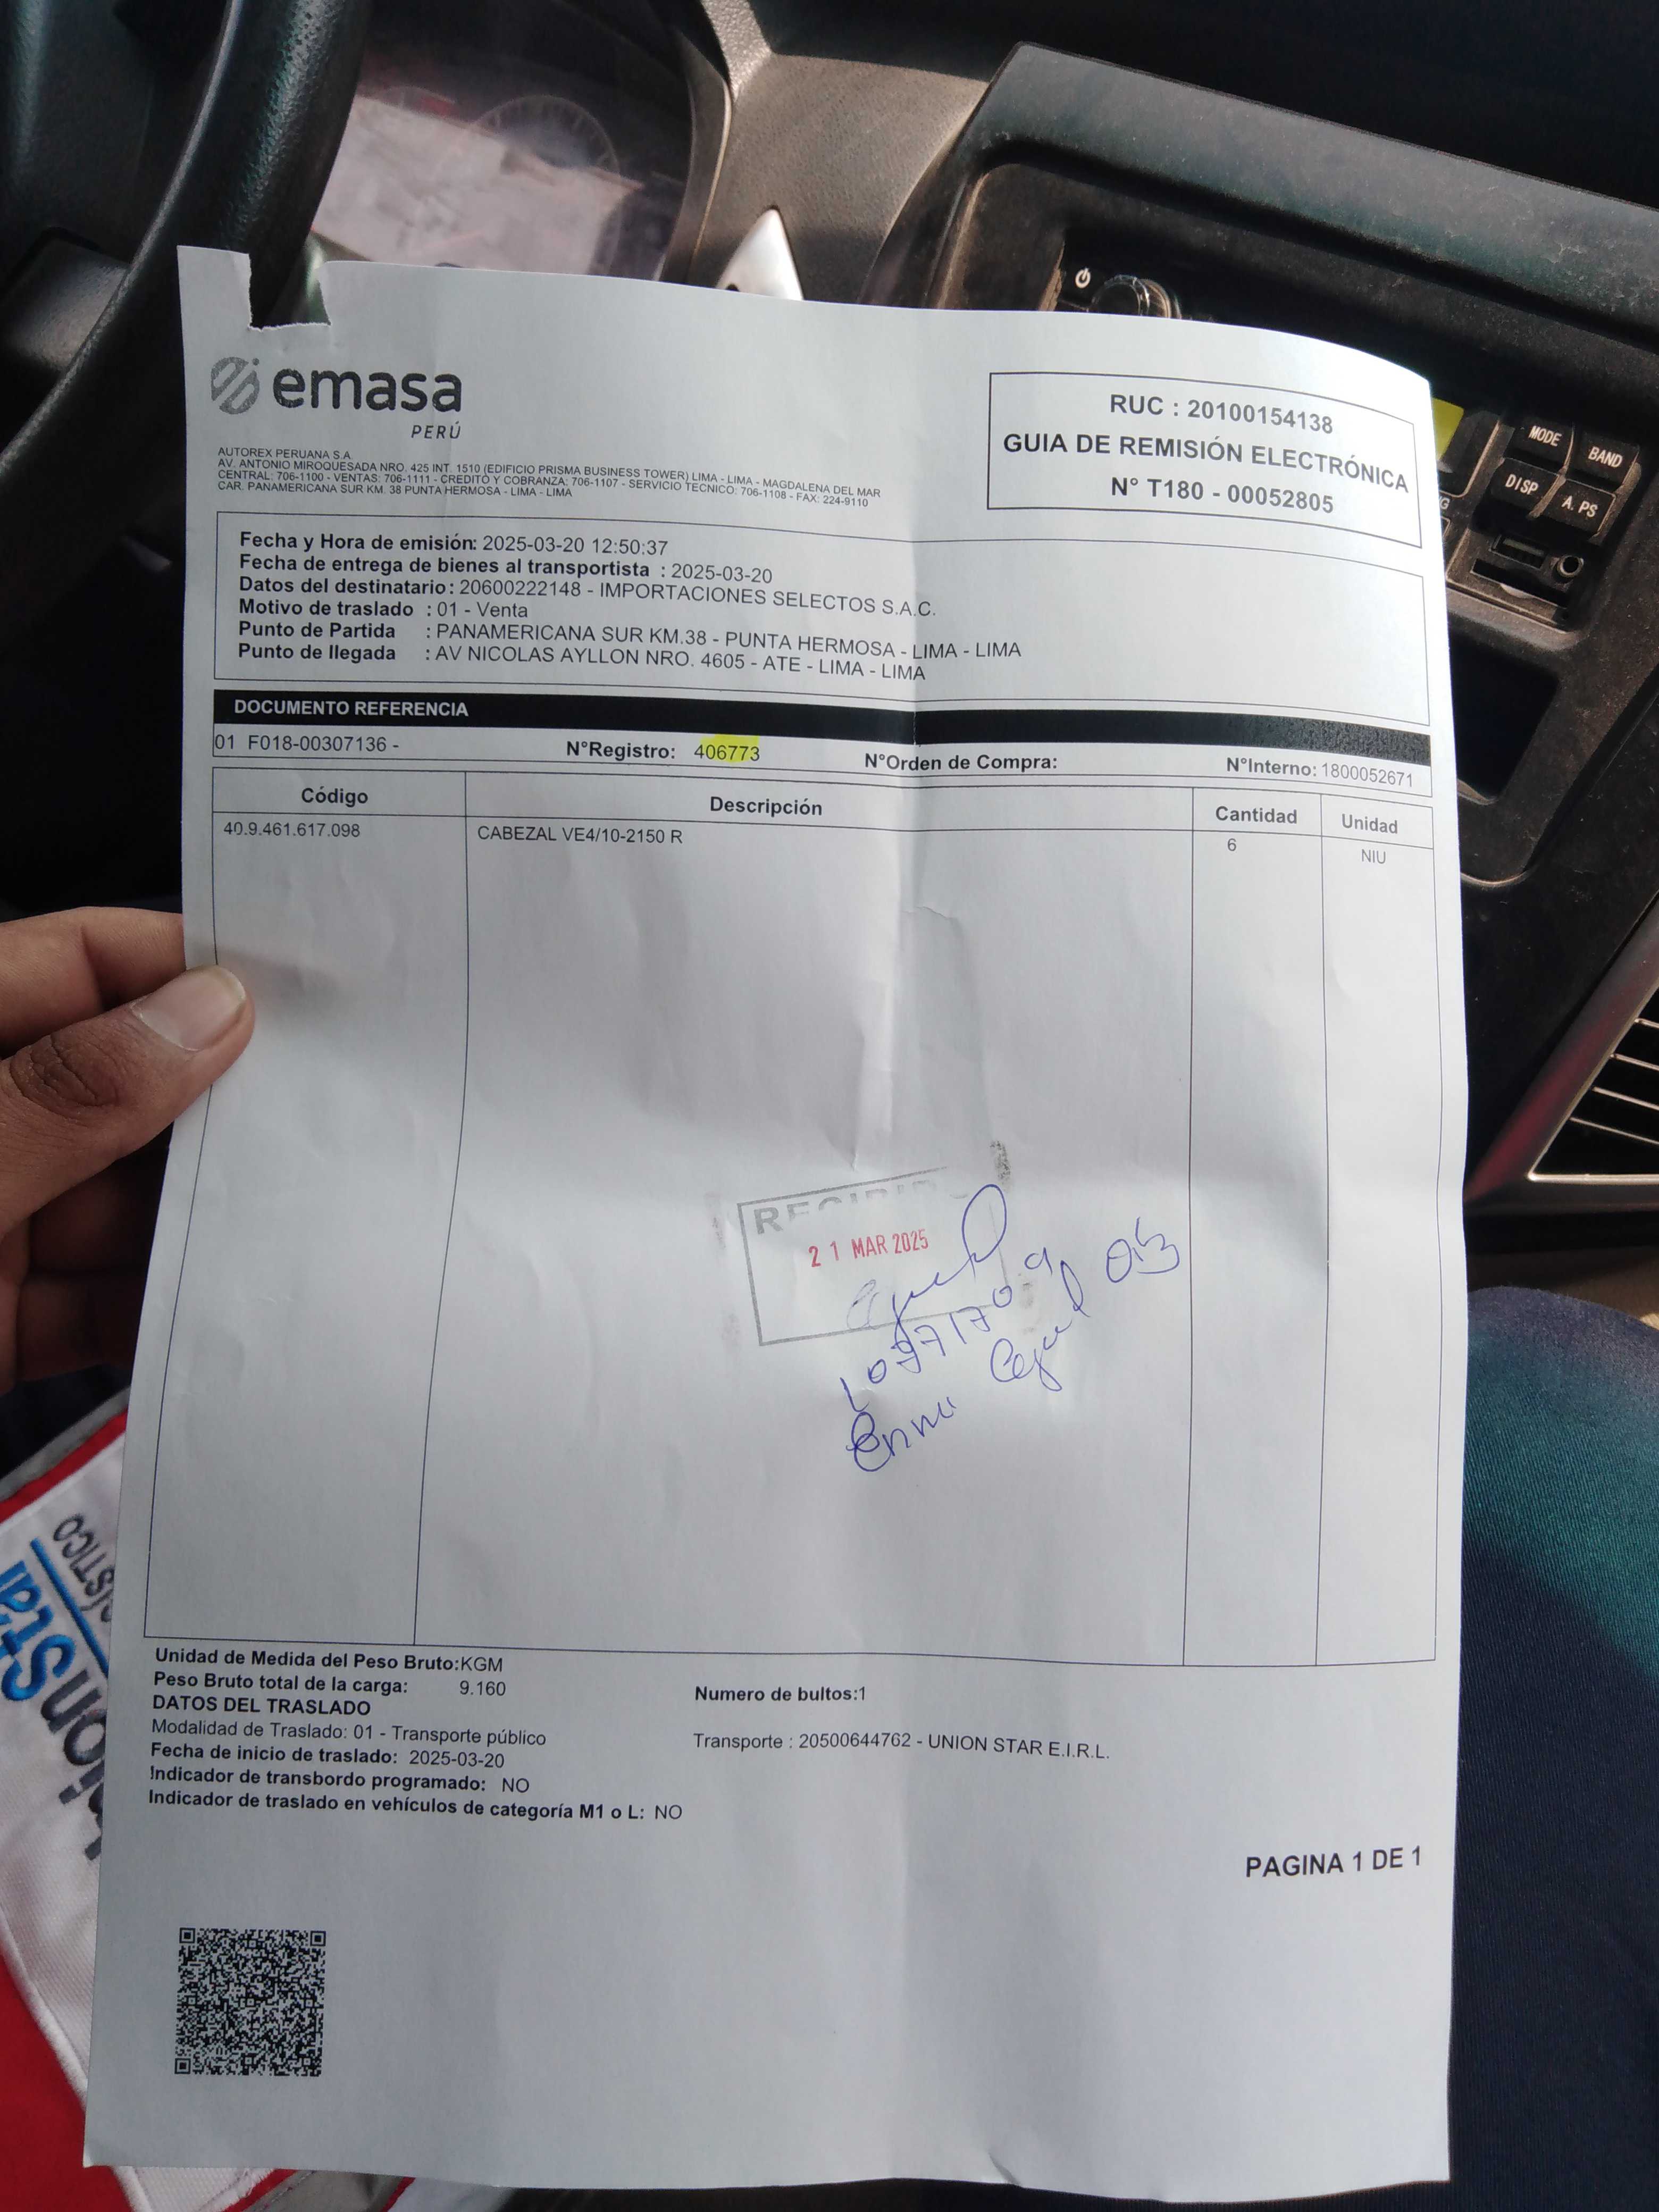 emasa
PERÚ
RUC : 20100154138
GUIA DE REMISIÓN ELECTRÓNICA
N° T180 - 00052805
AUTOREX PERUANA S.A.
AV. ANTONIO MIROQUESADA NRO. 425 INT. 1510 (EDIFICIO PRISMA BUSINESS TOWER) LIMA - LIMA - MAGDALENA DEL MAR
CENTRAL: 706-1100 - VENTAS: 706-1111 - CREDITO Y COBRANZA: 706-1107 - SERVICIO TECNICO: 706-1108 - FAX: 224-9110
CAR. PANAMERICANA SUR KM. 38 PUNTA HERMOSA - LIMA - LIMA
Fecha y Hora de emisión: 2025-03-20 12:50:37
Fecha de entrega de bienes al transportista : 2025-03-20
Datos del destinatario: 20600222148 - IMPORTACIONES SELECTOS S.A.C.
Motivo de traslado : 01 - Venta
Punto de Partida : PANAMERICANA SUR KM.38 - PUNTA HERMOSA - LIMA - LIMA
Punto de llegada : AV NICOLAS AYLLON NRO. 4605 - ATE - LIMA - LIMA
DOCUMENTO REFERENCIA
01 F018-00307136 - N°Registro: 406773 N°Orden de Compra: N°Interno: 1800052671
Código Descripción Cantidad Unidad
40.9.461.617.098 CABEZAL VE4/10-2150 R 6 NIU
21 MAR 2025
Unidad de Medida del Peso Bruto:KGM
Peso Bruto total de la carga: 9.160 Numero de bultos:1
DATOS DEL TRASLADO
Modalidad de Traslado: 01 - Transporte público Transporte : 20500644762 - UNION STAR E.I.R.L.
Fecha de inicio de traslado: 2025-03-20
Indicador de transbordo programado: NO
Indicador de traslado en vehículos de categoría M1 o L: NO
PAGINA 1 DE 1
MODE
BAND
DISP
A.PS